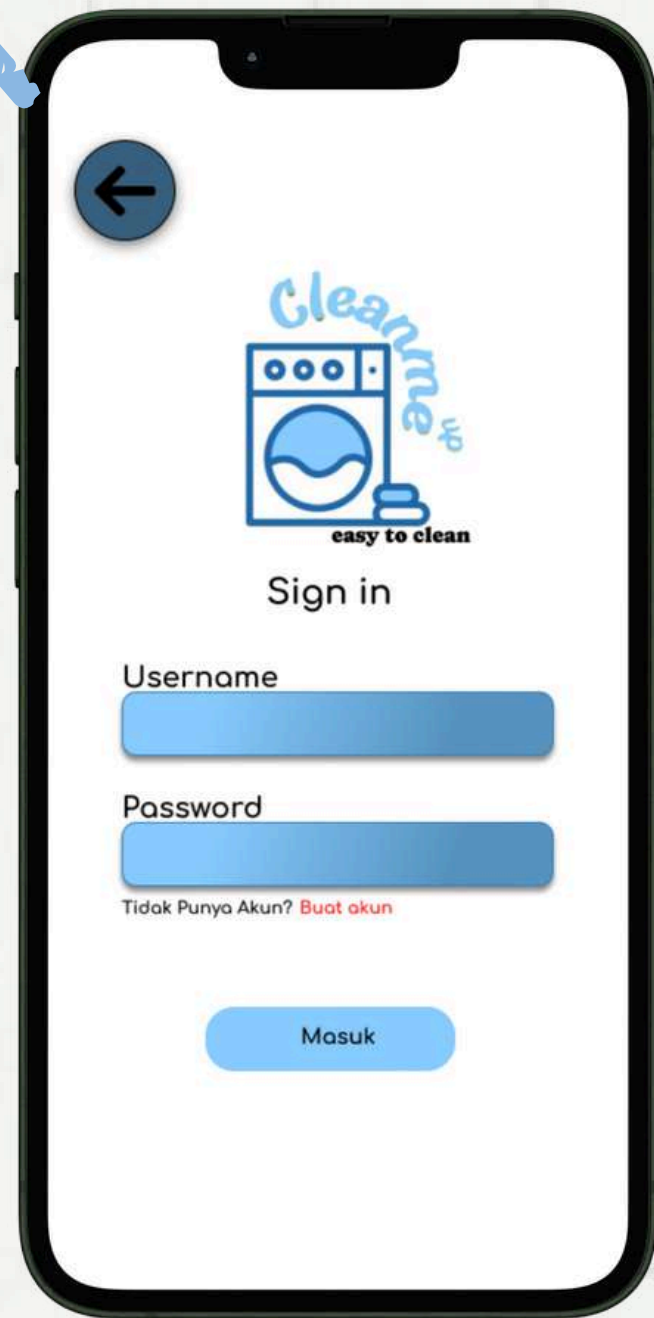 Cleanme
up
easy to clean
Sign in
Username
Password
Tidak Punya Akun? Buat akun
Masuk